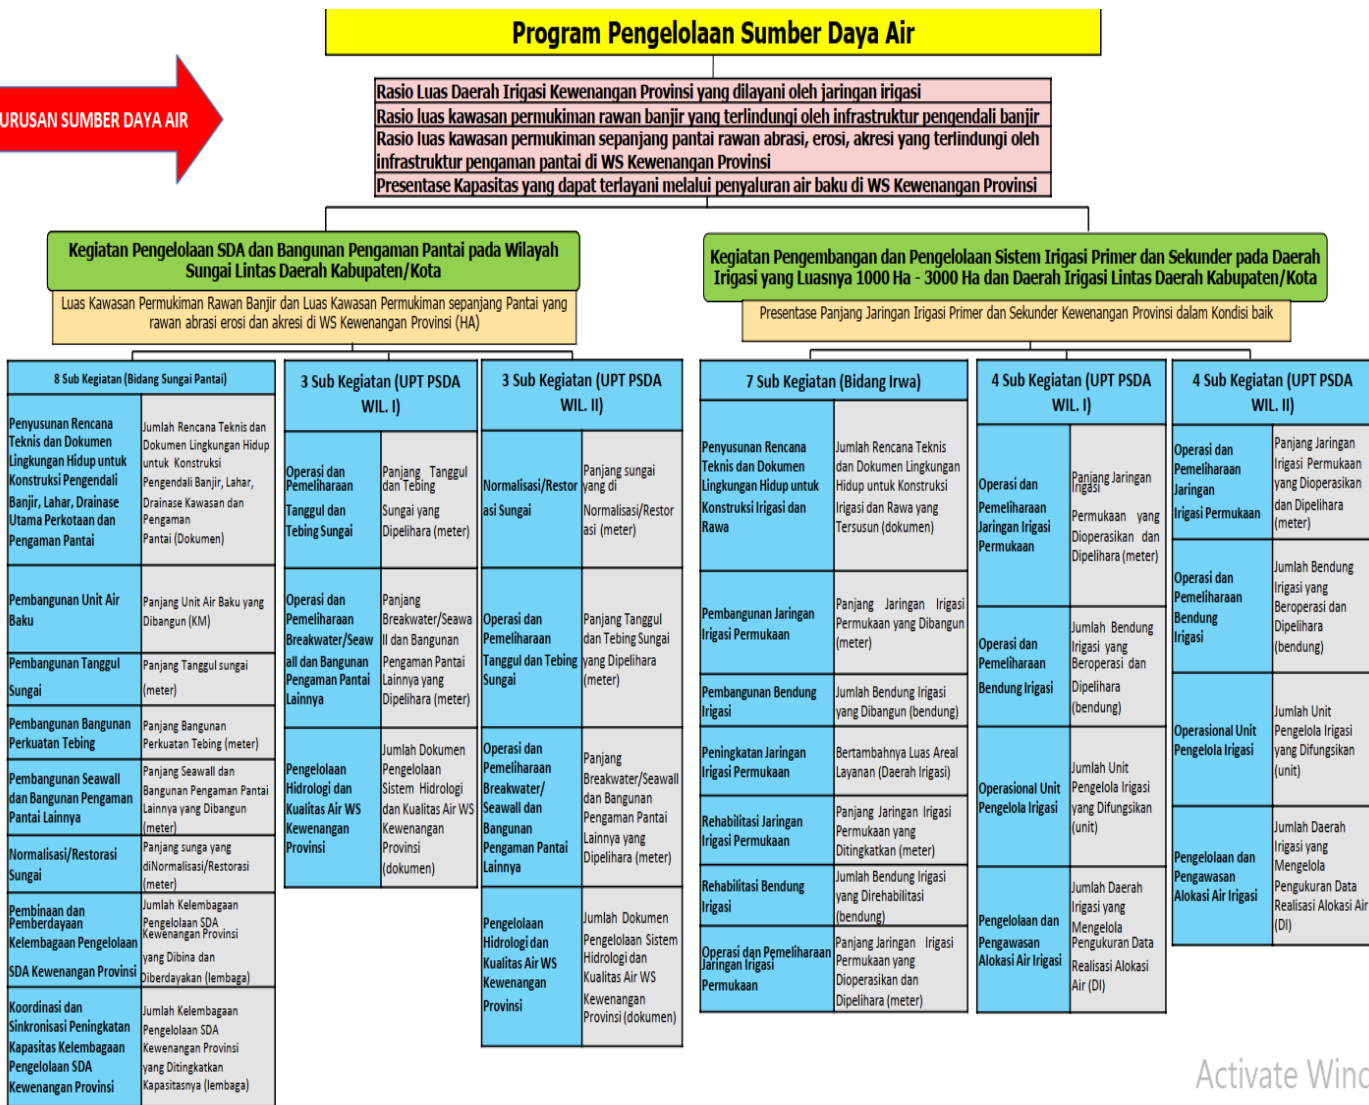 Program Pengelolaan Sumber Daya Air
URUSAN SUMBER DAYA AIR
Rasio Luas Daerah Irigasi Kewenangan Provinsi yang dilayani oleh jaringan irigasi
Rasio luas kawasan permukiman rawan banjir yang terlindungi oleh infrastruktur pengendali banjir
Rasio luas kawasan permukiman sepanjang pantai rawan abrasi, erosi, akresi yang terlindungi oleh
infrastruktur pengaman pantai di WS Kewenangan Provinsi
Presentase Kapasitas yang dapat terlayani melalui penyaluran air baku di WS Kewenangan Provinsi
Kegiatan Pengelolaan SDA dan Bangunan Pengaman Pantai pada Wilayah
Sungai Lintas Daerah Kabupaten/Kota
Luas Kawasan Permukiman Rawan Banjir dan Luas Kawasan Permukiman sepanjang Pantai yang
rawan abrasi erosi dan akresi di WS Kewenangan Provinsi (HA)
8 Sub Kegiatan (Bidang Sungai Pantai)
Penyusunan Rencana
Teknis dan Dokumen
Lingkungan Hidup untuk
Konstruksi Pengendali
Banjir, Lahar, Drainase
Utama Perkotaan dan
Pengaman Pantai
Jumlah Rencana Teknis dan
Dokumen Lingkungan Hidup
untuk Konstruksi
Pengendali Banjir, Lahar,
Drainase Kawasan dan
Pengaman
Pantai (Dokumen)
Pembangunan Unit Air
Baku
Panjang Unit Air Baku yang
Dibangun (KM)
Pembangunan Tanggul
Sungai
Panjang Tanggul sungai
(meter)
Pembangunan Bangunan
Perkuatan Tebing
Panjang Bangunan
Perkuatan Tebing (meter)
Pembangunan Seawall
dan Bangunan Pengaman
Pantai Lainnya
Panjang Seawall dan
Bangunan Pengaman Pantai
Lainnya yang Dibangun
(meter)
Normalisasi/Restorasi
Sungai
Panjang sunga yang
diNormalisasi/Restorasi
(meter)
Pembinaan dan
Pemberdayaan
Kelembagaan Pengelolaan
SDA Kewenangan Provinsi
Jumlah Kelembagaan
Pengelolaan SDA
Kewenangan Provinsi
yang Dibina dan
Diberdayakan (lembaga)
Koordinasi dan
Sinkronisasi Peningkatan
Kapasitas Kelembagaan
Pengelolaan SDA
Kewenangan Provinsi
Jumlah Kelembagaan
Pengelolaan SDA
Kewenangan Provinsi
yang Ditingkatkan
Kapasitasnya (lembaga)
3 Sub Kegiatan (UPT PSDA
WIL. I)
Operasi dan
Pemeliharaan
Tanggul dan
Tebing Sungai
Panjang Tanggul
dan Tebing
Sungai yang
Dipelihara (meter)
Operasi dan
Pemeliharaan
Breakwater/Seaw
all dan Bangunan
Pengaman Pantai
Lainnya
Panjang
Breakwater/Seawa
ll dan Bangunan
Pengaman Pantai
Lainnya yang
Dipelihara (meter)
Pengelolaan
Hidrologi dan
Kualitas Air WS
Kewenangan
Provinsi
Jumlah Dokumen
Pengelolaan
Sistem Hidrologi
dan Kualitas Air WS
Kewenangan
Provinsi
(dokumen)
3 Sub Kegiatan (UPT PSDA
WIL. II)
Normalisasi/Restor
asi Sungai
Panjang sungai
yang di
Normalisasi/Restor
asi (meter)
Operasi dan
Pemeliharaan
Tanggul dan Tebing
Sungai
Panjang Tanggul
dan Tebing Sungai
yang Dipelihara
(meter)
Operasi dan
Pemeliharaan
Breakwater/
Seawall dan
Bangunan
Pengaman Pantai
Lainnya
Panjang
Breakwater/Seawall
dan Bangunan
Pengaman Pantai
Lainnya yang
Dipelihara (meter)
Pengelolaan
Hidrologi dan
Kualitas Air WS
Kewenangan
Provinsi
Jumlah Dokumen
Pengelolaan Sistem
Hidrologi dan
Kualitas Air WS
Kewenangan
Provinsi (dokumen)
Kegiatan Pengembangan dan Pengelolaan Sistem Irigasi Primer dan Sekunder pada Daerah
Irigasi yang Luasnya 1000 Ha - 3000 Ha dan Daerah Irigasi Lintas Daerah Kabupaten/Kota
Presentase Panjang Jaringan Irigasi Primer dan Sekunder Kewenangan Provinsi dalam Kondisi baik
7 Sub Kegiatan (Bidang Irwa)
Penyusunan Rencana
Teknis dan Dokumen
Lingkungan Hidup untuk
Konstruksi Irigasi dan
Rawa
Jumlah Rencana Teknis
dan Dokumen Lingkungan
Hidup untuk Konstruksi
Irigasi dan Rawa yang
Tersusun (dokumen)
Pembangunan Jaringan
Irigasi Permukaan
Panjang Jaringan Irigasi
Permukaan yang Dibangun
(meter)
Pembangunan Bendung
Irigasi
Jumlah Bendung Irigasi
yang Dibangun (bendung)
Peningkatan Jaringan
Irigasi Permukaan
Bertambahnya Luas Areal
Layanan (Daerah Irigasi)
Rehabilitasi Jaringan
Irigasi Permukaan
Panjang Jaringan Irigasi
Permukaan yang
Ditingkatkan (meter)
Rehabilitasi Bendung
Irigasi
Jumlah Bendung Irigasi
yang Direhabilitasi
(bendung)
Operasi dan Pemeliharaan
Jaringan Irigasi
Permukaan
Panjang Jaringan Irigasi
Permukaan yang
Dioperasikan dan
Dipelihara (meter)
4 Sub Kegiatan (UPT PSDA
WIL. I)
Operasi dan
Pemeliharaan
Jaringan Irigasi
Permukaan
Panjang Jaringan
Irigasi
Permukaan yang
Dioperasikan dan
Dipelihara (meter)
Operasi dan
Pemeliharaan
Bendung Irigasi
Jumlah Bendung
Irigasi yang
Beroperasi dan
Dipelihara
(bendung)
Operasional Unit
Pengelola Irigasi
Jumlah Unit
Pengelola Irigasi
yang Difungsikan
(unit)
Pengelolaan dan
Pengawasan
Alokasi Air Irigasi
Jumlah Daerah
Irigasi yang
Mengelola
Pengukuran Data
Realisasi Alokasi
Air (DI)
4 Sub Kegiatan (UPT PSDA
WIL. II)
Operasi dan
Pemeliharaan
Jaringan
Irigasi Permukaan
Panjang Jaringan
Irigasi Permukaan
yang Dioperasikan
dan Dipelihara
(meter)
Operasi dan
Pemeliharaan
Bendung
Irigasi
Jumlah Bendung
Irigasi yang
Beroperasi dan
Dipelihara
(bendung)
Operasional Unit
Pengelola Irigasi
Jumlah Unit
Pengelola Irigasi
yang Difungsikan
(unit)
Pengelolaan dan
Pengawasan
Alokasi Air Irigasi
Jumlah Daerah
Irigasi yang
Mengelola
Pengukuran Data
Realisasi Alokasi Air
(DI)
Activate Wind